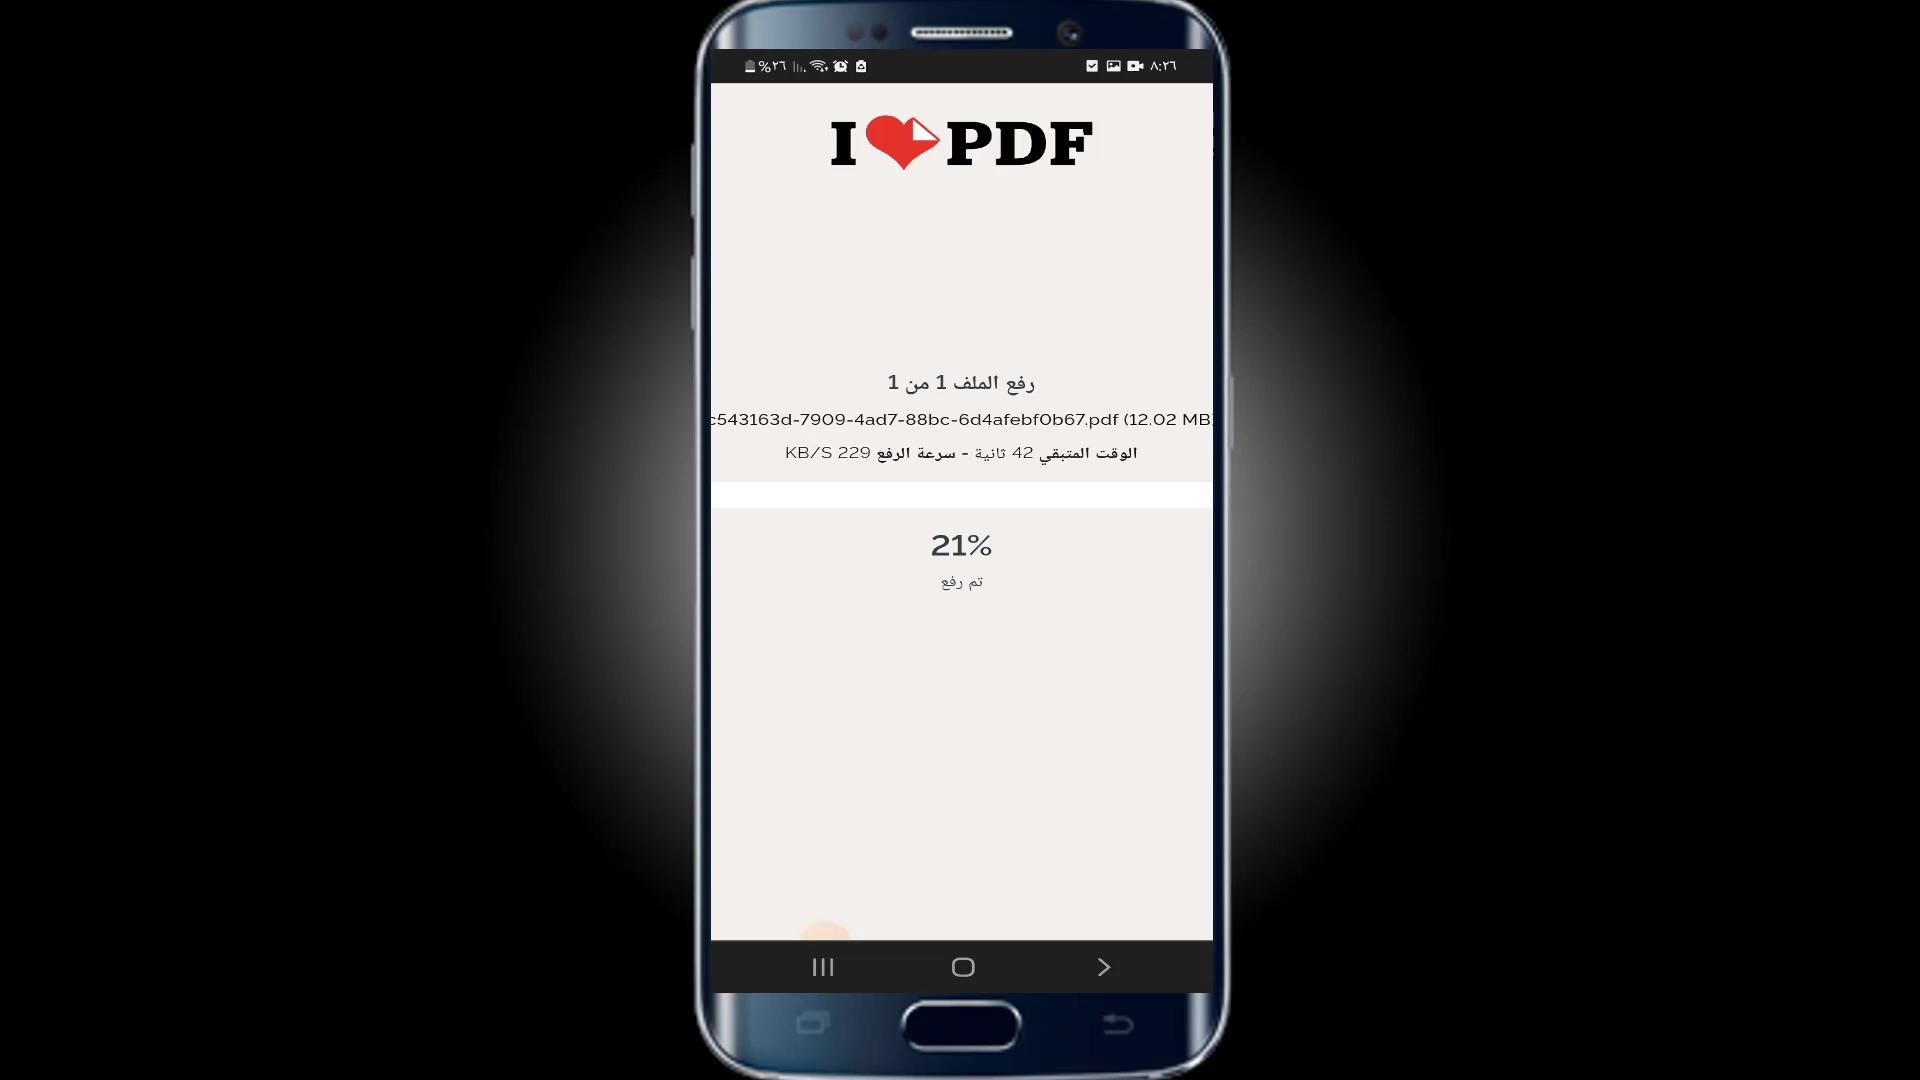 %٢٦ ٨:٢٦
I PDF
رفع الملف 1 من 1
c543163d-7909-4ad7-88bc-6d4afebf0b67.pdf (12.02 MB)
الوقت المتبقي 42 ثانية - سرعة الرفع 229 KB/S
21%
تم رفع